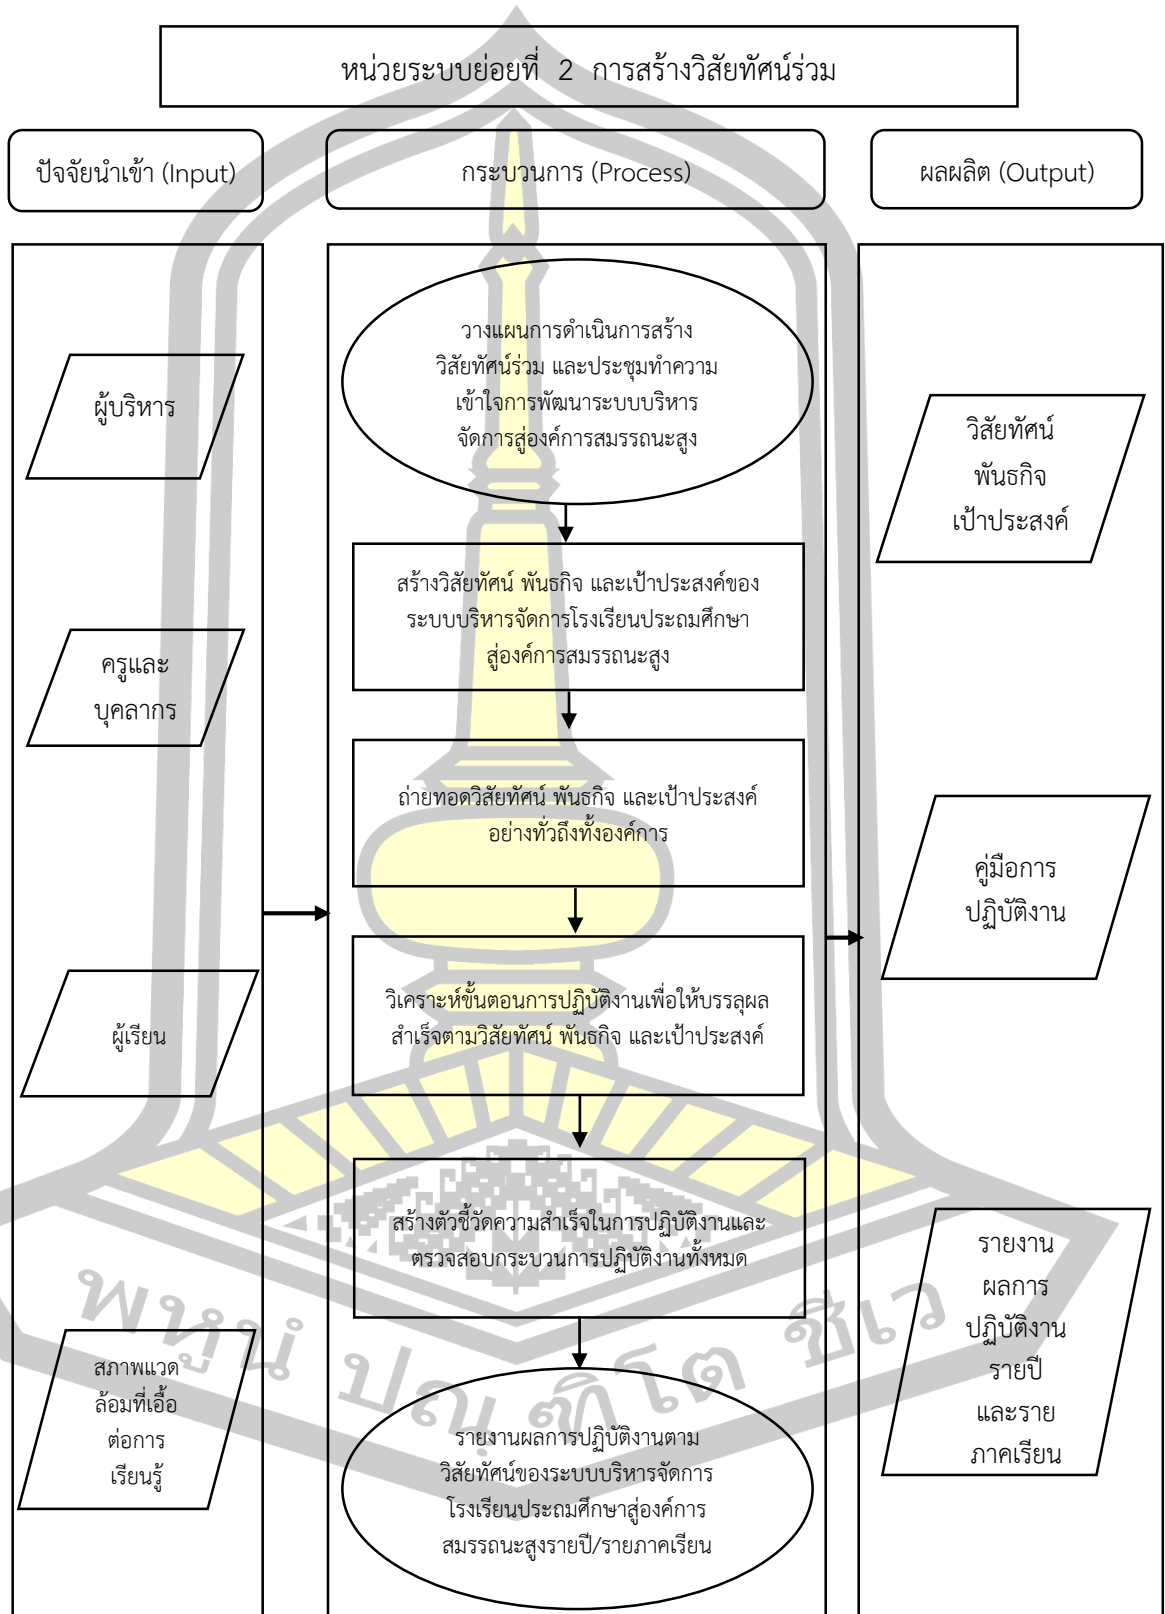 หน่วยระบบย่อยที่ 2 การสร้างวิสัยทัศน์ร่วม
ปัจจัยนำเข้า (Input)
กระบวนการ (Process)
ผลผลิต (Output)
ผู้บริหาร
ครูและ
บุคลากร
ผู้เรียน
สภาพแวด
ล้อมที่เอื้อ
ต่อการ
เรียนรู้
วางแผนการดำเนินการสร้าง
วิสัยทัศน์ร่วม และประชุมทำความ
เข้าใจการพัฒนาระบบบริหาร
จัดการสู่องค์การสมรรถนะสูง
สร้างวิสัยทัศน์ พันธกิจ และเป้าประสงค์ของ
ระบบบริหารจัดการโรงเรียนประถมศึกษา
สู่องค์การสมรรถนะสูง
ถ่ายทอดวิสัยทัศน์ พันธกิจ และเป้าประสงค์
อย่างทั่วถึงทั้งองค์การ
วิเคราะห์ขั้นตอนการปฏิบัติงานเพื่อให้บรรลุผล
สำเร็จตามวิสัยทัศน์ พันธกิจ และเป้าประสงค์
สร้างตัวชี้วัดความสำเร็จในการปฏิบัติงานและ
ตรวจสอบกระบวนการปฏิบัติงานทั้งหมด
รายงานผลการปฏิบัติงานตาม
วิสัยทัศน์ของระบบบริหารจัดการ
โรงเรียนประถมศึกษาสู่องค์การ
สมรรถนะสูงรายปี/รายภาคเรียน
วิสัยทัศน์
พันธกิจ
เป้าประสงค์
คู่มือการ
ปฏิบัติงาน
รายงาน
ผลการ
ปฏิบัติงาน
รายปี
และราย
ภาคเรียน
พหูนํ ปณฺฑิโต ชีเว